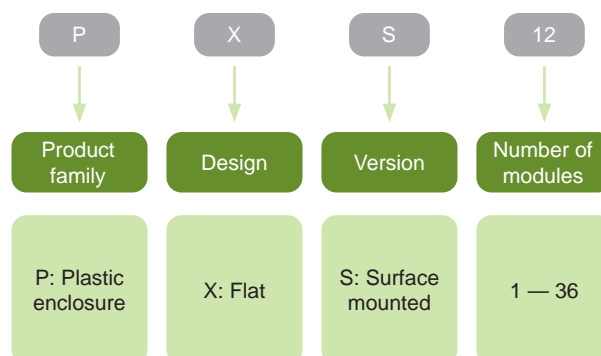 P
X
S
12
Product
family
Design
Version
Number of
modules
P: Plastic
enclosure
X: Flat
S: Surface
mounted
1 — 36